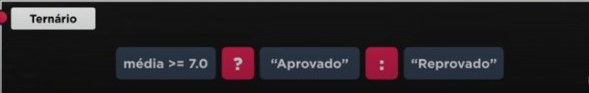 Ternário
média >= 7.0 ? “Aprovado” : “Reprovado”